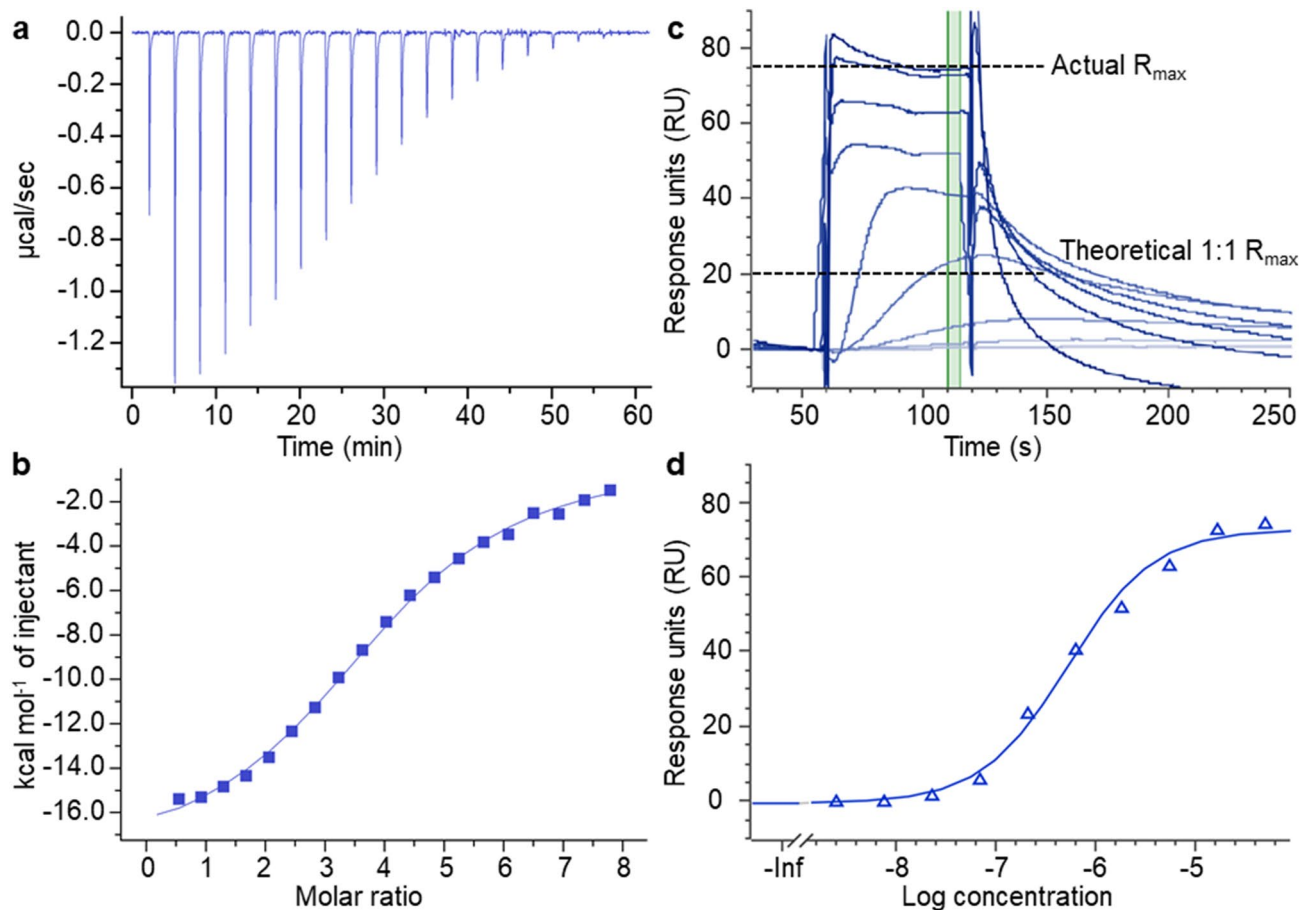 a
0.0
-0.2
-0.4
-0.6
-0.8
-1.0
-1.2
µcal/sec
0 10 20 30 40 50 60
Time (min)
c
80
60
40
20
0
Response units (RU)
Actual Rmax
Theoretical 1:1 Rmax
50 100 150 200 250
Time (s)
b
-2.0
-4.0
-6.0
-8.0
-10.0
-12.0
-14.0
-16.0
kcal mol-1 of injectant
0 1 2 3 4 5 6 7 8
Molar ratio
d
80
60
40
20
0
Response units (RU)
-Inf -8 -7 -6 -5
Log concentration